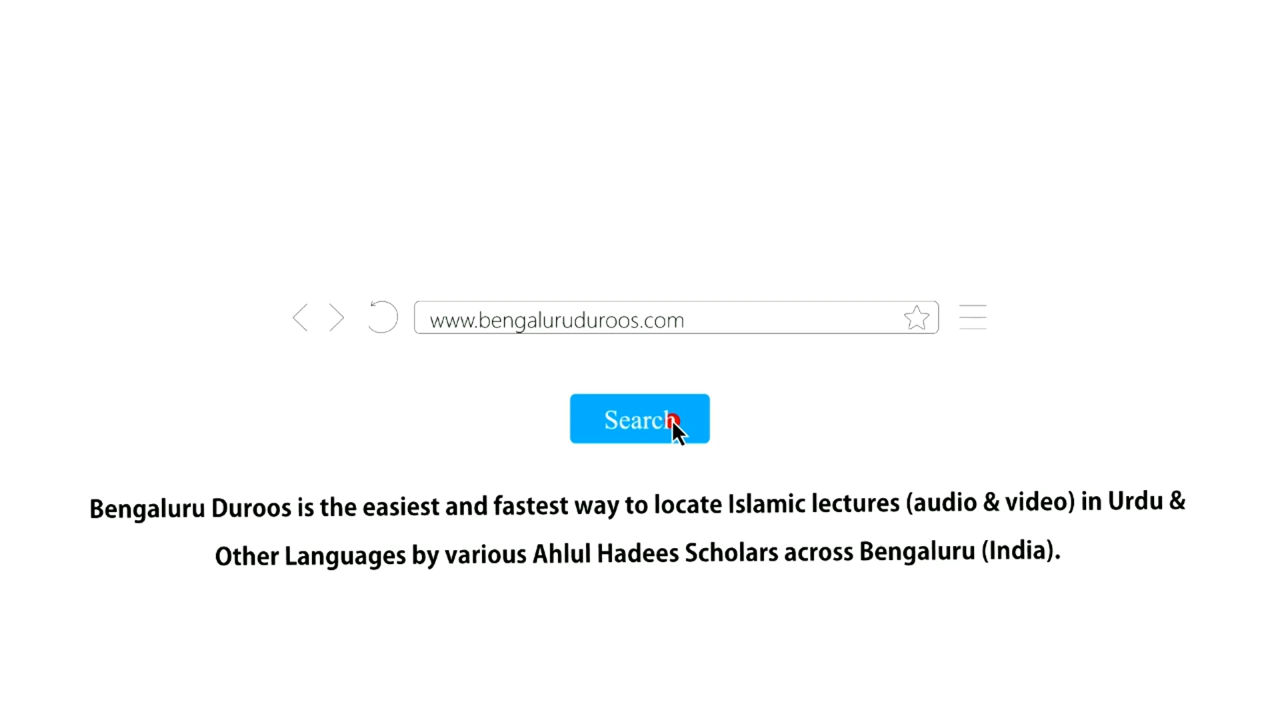 www.bengaluruduroos.com
Search
Bengaluru Duroos is the easiest and fastest way to locate Islamic lectures (audio & video) in Urdu &
Other Languages by various Ahlul Hadees Scholars across Bengaluru (India).